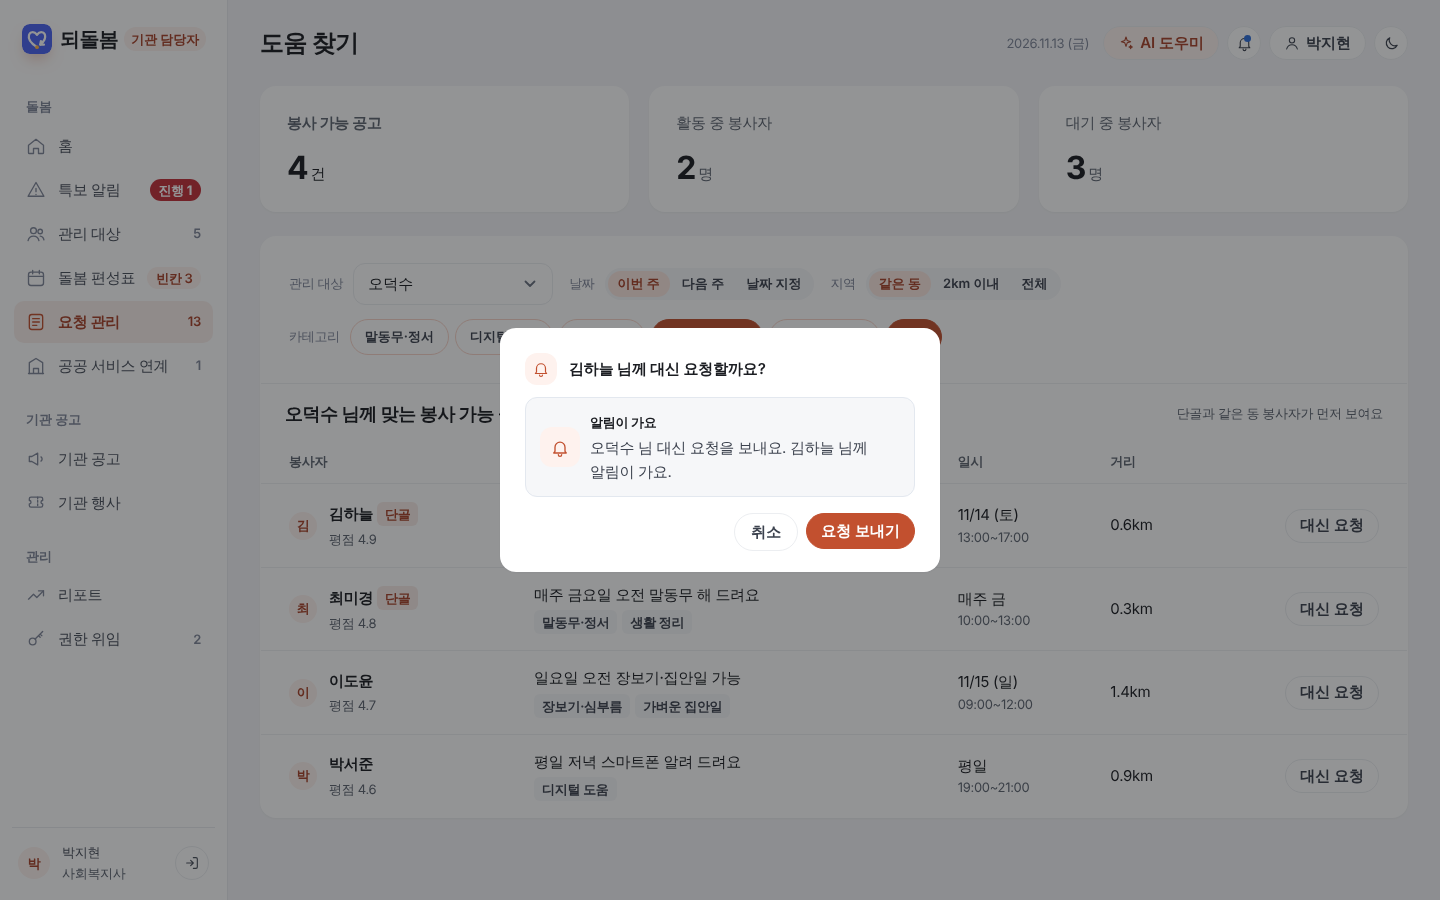 되돌봄 기관 담당자
돌봄
홈
특보 알림 진행 1
관리 대상 5
돌봄 편성표 빈칸 3
요청 관리 13
공공 서비스 연계 1
기관 공고
기관 공고
기관 행사
관리
리포트
권한 위임 2
박 박지현
사회복지사
도움 찾기
2026.11.13 (금) AI 도우미 박지현
봉사 가능 공고
4건
활동 중 봉사자
2명
대기 중 봉사자
3명
관리 대상 오덕수 날짜 이번 주 다음 주 날짜 지정 지역 같은 동 2km 이내 전체
카테고리 말동무·정서
오덕수 님께 맞는 봉사 가능
단골과 같은 동 봉사자가 먼저 보여요
봉사자 일시 거리
김 김하늘 단골 11/14 (토) 0.6km 대신 요청
평점 4.9 13:00~17:00
최 최미경 단골 매주 금요일 오전 말동무 해 드려요 매주 금 0.3km 대신 요청
평점 4.8 말동무·정서 생활 정리 10:00~13:00
이 이도윤 일요일 오전 장보기·집안일 가능 11/15 (일) 1.4km 대신 요청
평점 4.7 장보기·심부름 가벼운 집안일 09:00~12:00
박 박서준 평일 저녁 스마트폰 알려 드려요 평일 0.9km 대신 요청
평점 4.6 디지털 도움 19:00~21:00
김하늘 님께 대신 요청할까요?
알림이 가요
오덕수 님 대신 요청을 보내요. 김하늘 님께
알림이 가요.
취소 요청 보내기